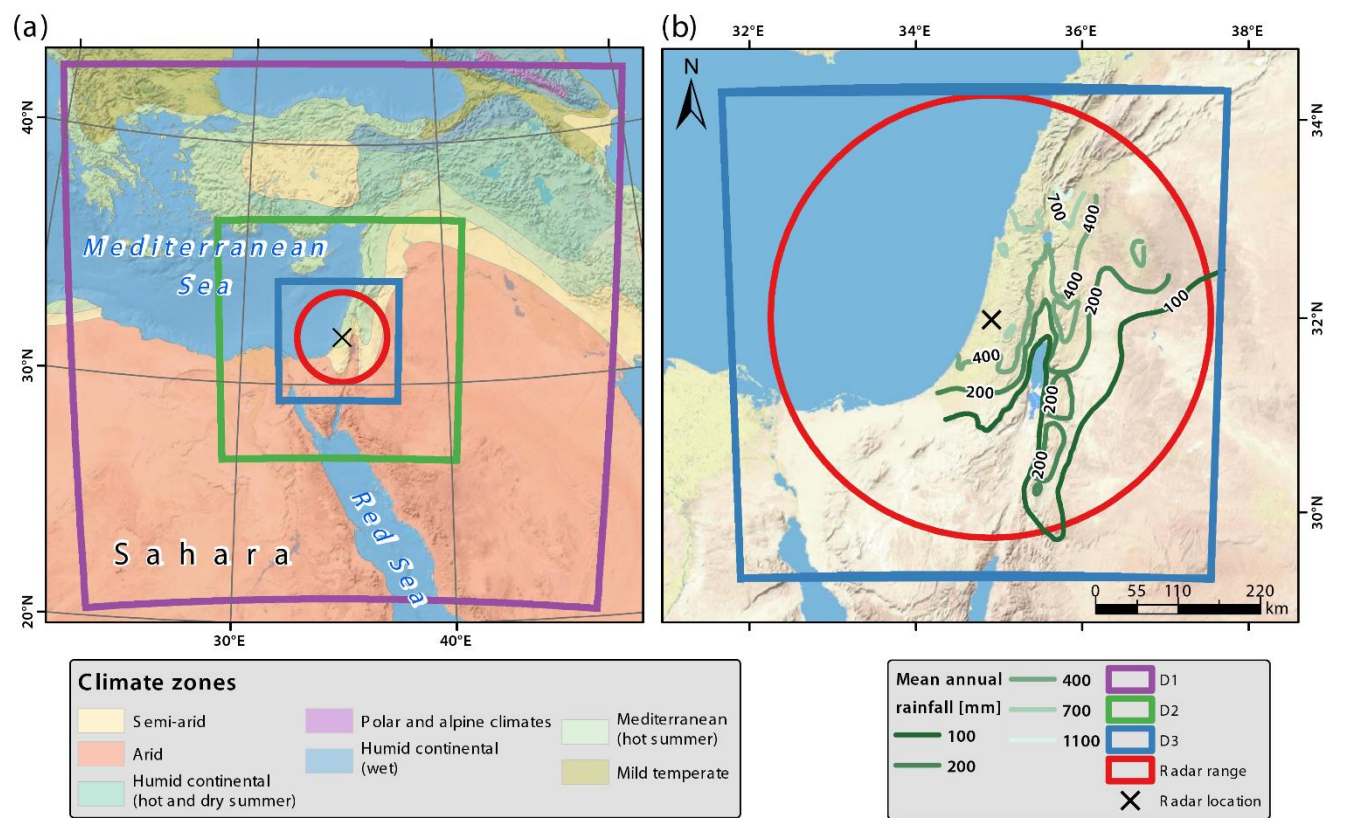 (a)
(b)
32°E 34°E 36°E 38°E
N
40°N
34°N
Mediterranean
Sea
700
400
400
200
100
32°N
30°N
400
200
200
200
30°N
Red Sea
Sahara
0 55 110 220
km
20°N
30°E 40°E
Climate zones
Semi-arid
Arid
Humid continental
(hot and dry summer)
Polar and alpine climates
Humid continental
(wet)
Mediterranean
(hot summer)
Mild temperate
Mean annual
rainfall [mm]
100
200
400
700
1100
D1
D2
D3
Radar range
Radar location